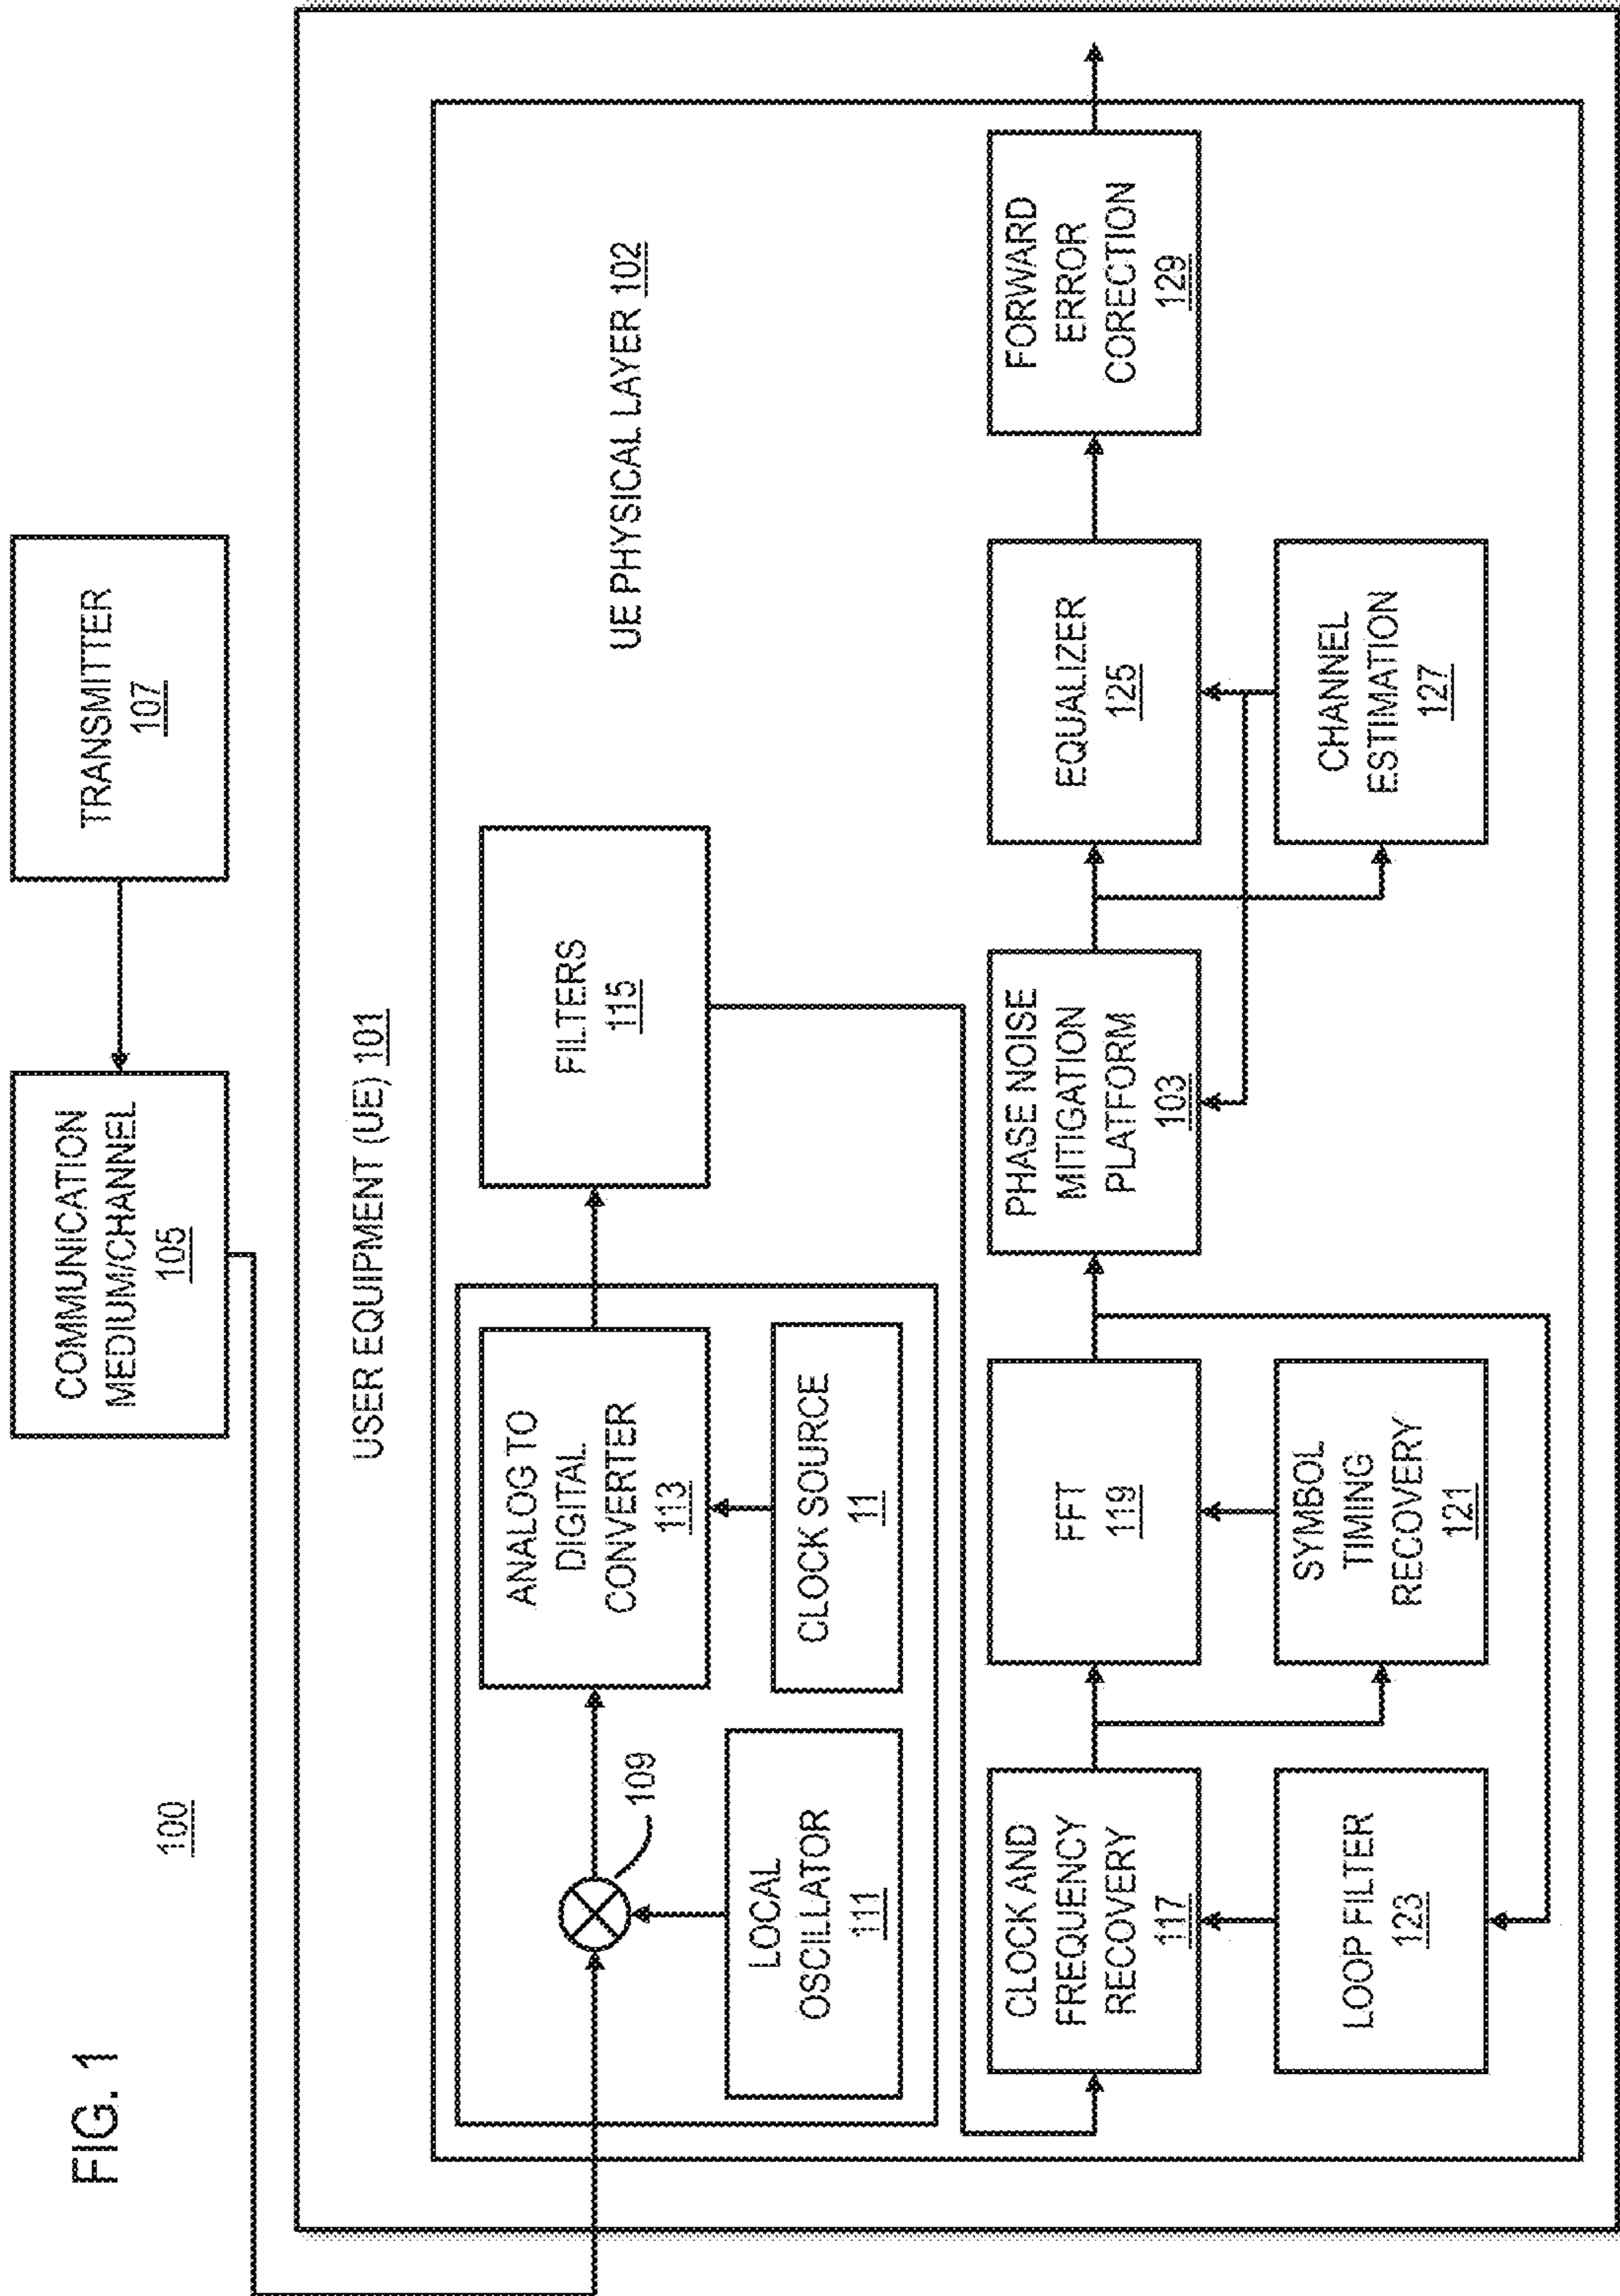 FIG. 1
100
TRANSMITTER
107
COMMUNICATION
MEDIUM/CHANNEL
105
USER EQUIPMENT (UE) 101
UE PHYSICAL LAYER 102
109
LOCAL
OSCILLATOR
111
ANALOG TO
DIGITAL
CONVERTER
113
CLOCK SOURCE
11
FILTERS
115
CLOCK AND
FREQUENCY
RECOVERY
117
LOOP FILTER
123
FFT
119
SYMBOL
TIMING
RECOVERY
121
PHASE NOISE
MITIGATION
PLATFORM
103
EQUALIZER
125
CHANNEL
ESTIMATION
127
FORWARD
ERROR
CORECTION
129